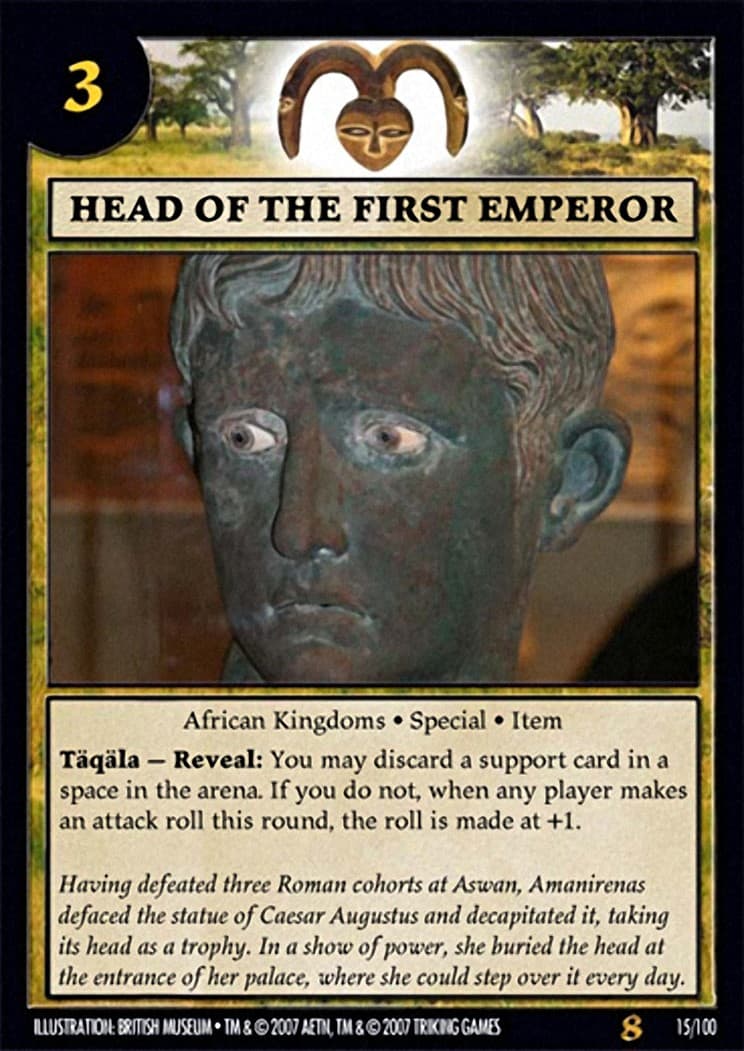 3
HEAD OF THE FIRST EMPEROR
African Kingdoms • Special • Item
Täqäla – Reveal: You may discard a support card in a
space in the arena. If you do not, when any player makes
an attack roll this round, the roll is made at +1.
Having defeated three Roman cohorts at Aswan, Amanirenas
defaced the statue of Caesar Augustus and decapitated it, taking
its head as a trophy. In a show of power, she buried the head at
the entrance of her palace, where she could step over it every day.
ILLUSTRATION: BRITISH MUSEUM • TM & © 2007 AETN, TM & © 2007 TRIKING GAMES
8
15/100